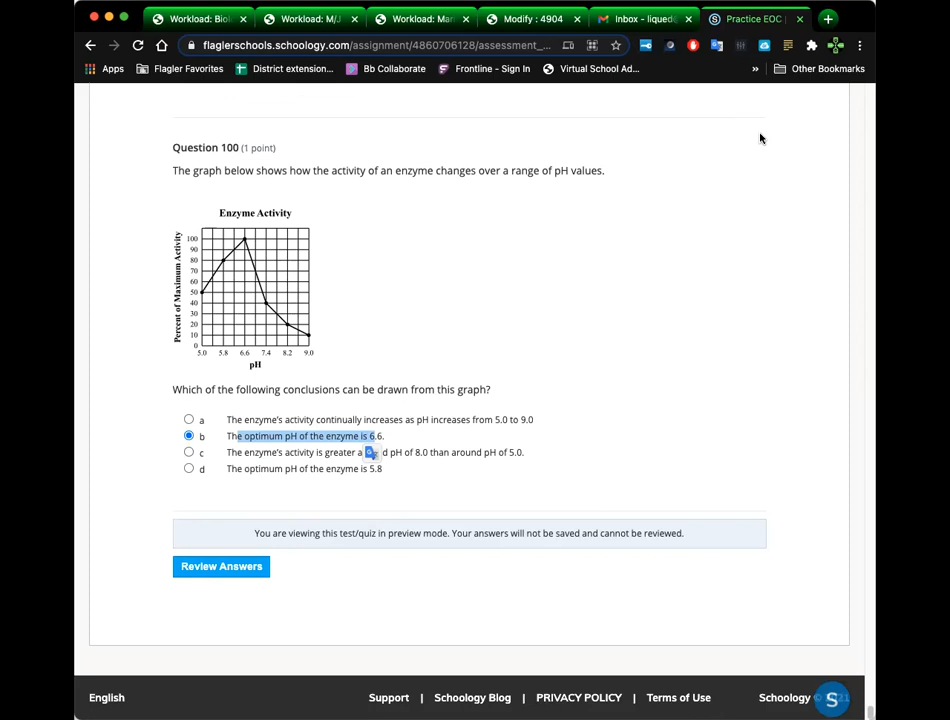 Workload: Biol
Workload: M/J
Workload: Man
Modify : 4904
Inbox - liqued
Practice EOC
flaglerschools.schoology.com/assignment/4860706128/assessment_...
Apps
Flagler Favorites
District extension...
Bb Collaborate
Frontline - Sign In
Virtual School Ad...
»
Other Bookmarks
Question 100 (1 point)
The graph below shows how the activity of an enzyme changes over a range of pH values.
Enzyme Activity
Percent of Maximum Activity
100
90
80
70
60
50
40
30
20
10
0
5.0 5.8 6.6 7.4 8.2 9.0
pH
Which of the following conclusions can be drawn from this graph?
a The enzyme's activity continually increases as pH increases from 5.0 to 9.0
b The optimum pH of the enzyme is 6.6.
c The enzyme's activity is greater a d pH of 8.0 than around pH of 5.0.
d The optimum pH of the enzyme is 5.8
You are viewing this test/quiz in preview mode. Your answers will not be saved and cannot be reviewed.
Review Answers
English
Support | Schoology Blog | PRIVACY POLICY | Terms of Use
Schoology ©
S